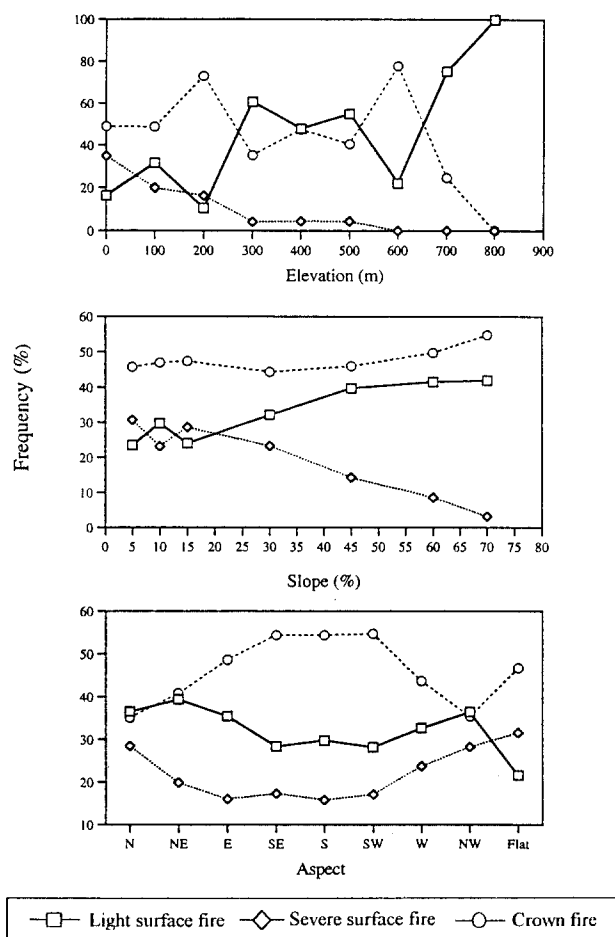 100
80
60
40
20
0
0 100 200 300 400 500 600 700 800 900
Elevation (m)
Frequency (%)
60
50
40
30
20
10
0
0 5 10 15 20 25 30 35 40 45 50 55 60 65 70 75 80
Slope (%)
60
50
40
30
20
10
N NE E SE S SW W NW Flat
Aspect
Light surface fire Severe surface fire Crown fire